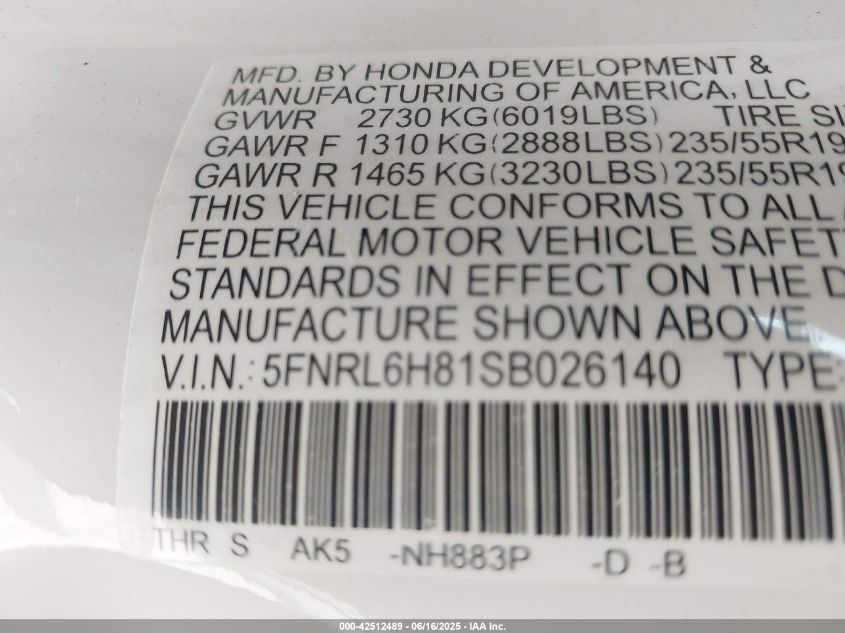 MFD. BY HONDA DEVELOPMENT &
MANUFACTURING OF AMERICA, LLC
GVWR 2730 KG(6019LBS) TIRE SI
GAWR F 1310 KG(2888LBS) 235/55R19
GAWR R 1465 KG(3230LBS) 235/55R19
THIS VEHICLE CONFORMS TO ALL A
FEDERAL MOTOR VEHICLE SAFET
STANDARDS IN EFFECT ON THE D
MANUFACTURE SHOWN ABOVE.
V.I.N.: 5FNRL6H81SB026140 TYPE:
THR S AK5 -NH883P -D -B
000-42512489 - 06/16/2025 - IAA Inc.